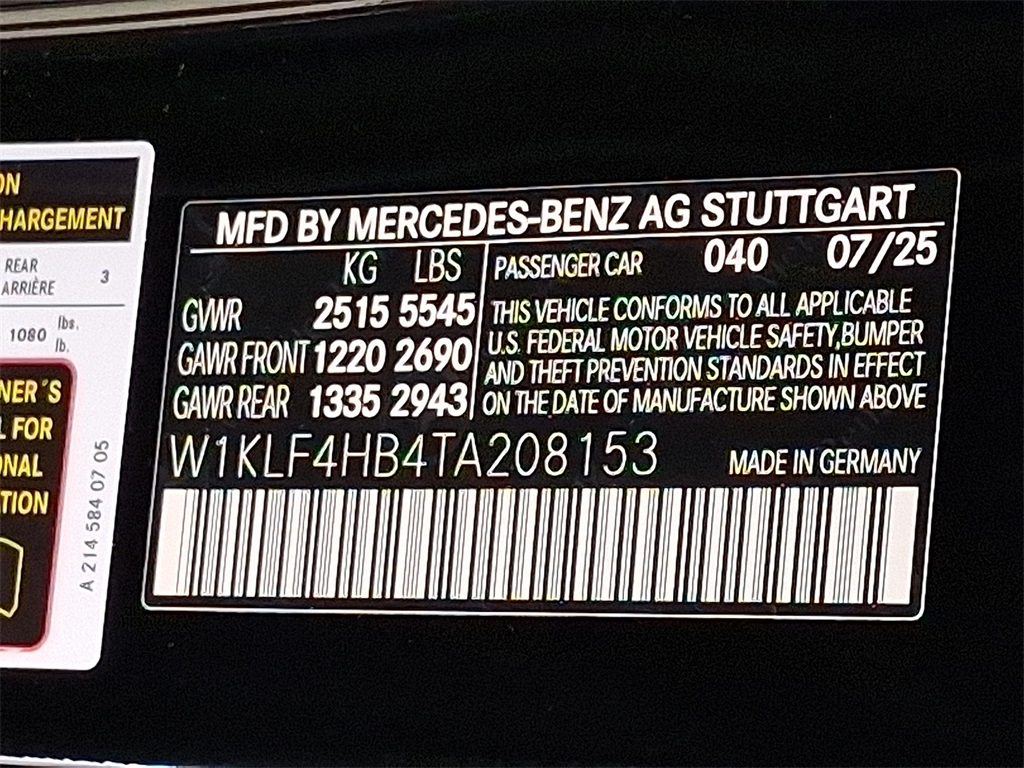 ON
HARGEMENT
REAR
ARRIÈRE
3
1080 lbs.
lb.
NER´S
L FOR
ONAL
TION
A 214 584 07 05
MFD BY MERCEDES-BENZ AG STUTTGART
KG LBS
GVWR 2515 5545
GAWR FRONT 1220 2690
GAWR REAR 1335 2943
PASSENGER CAR 040 07/25
THIS VEHICLE CONFORMS TO ALL APPLICABLE
U.S. FEDERAL MOTOR VEHICLE SAFETY,BUMPER
AND THEFT PREVENTION STANDARDS IN EFFECT
ON THE DATE OF MANUFACTURE SHOWN ABOVE
W1KLF4HB4TA208153
MADE IN GERMANY